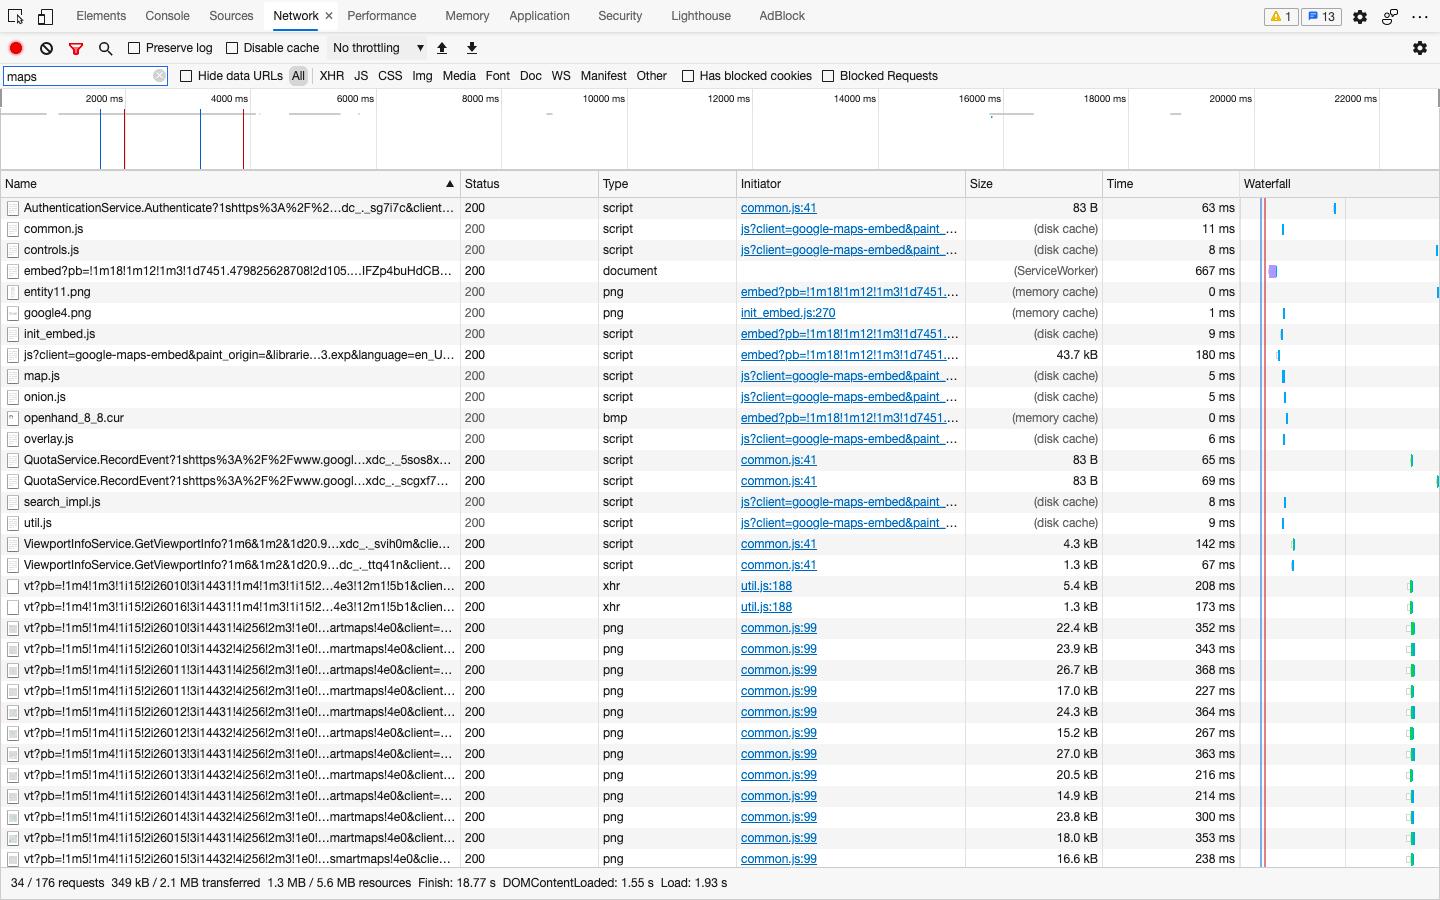 Elements Console Sources Network × Performance Memory Application Security Lighthouse AdBlock 1 13
Preserve log Disable cache No throttling
maps Hide data URLs All XHR JS CSS Img Media Font Doc WS Manifest Other Has blocked cookies Blocked Requests
2000 ms 4000 ms 6000 ms 8000 ms 10000 ms 12000 ms 14000 ms 16000 ms 18000 ms 20000 ms 22000 ms
Name Status Type Initiator Size Time Waterfall
AuthenticationService.Authenticate?1shttps%3A%2F%2…dc_._sg7i7c&client… 200 script common.js:41 83 B 63 ms
common.js 200 script js?client=google-maps-embed&paint_… (disk cache) 11 ms
controls.js 200 script js?client=google-maps-embed&paint_… (disk cache) 8 ms
embed?pb=!1m18!1m12!1m3!1d7451.479825628708!2d105.…IFZp4buHdCB… 200 document (ServiceWorker) 667 ms
entity11.png 200 png embed?pb=!1m18!1m12!1m3!1d7451.… (memory cache) 0 ms
google4.png 200 png init_embed.js:270 (memory cache) 1 ms
init_embed.js 200 script embed?pb=!1m18!1m12!1m3!1d7451.… (disk cache) 9 ms
js?client=google-maps-embed&paint_origin=&librarie…3.exp&language=en_U… 200 script embed?pb=!1m18!1m12!1m3!1d7451.… 43.7 kB 180 ms
map.js 200 script js?client=google-maps-embed&paint_… (disk cache) 5 ms
onion.js 200 script js?client=google-maps-embed&paint_… (disk cache) 5 ms
openhand_8_8.cur 200 bmp embed?pb=!1m18!1m12!1m3!1d7451.… (memory cache) 0 ms
overlay.js 200 script js?client=google-maps-embed&paint_… (disk cache) 6 ms
QuotaService.RecordEvent?1shttps%3A%2F%2Fwww.googl…xdc_._5sos8x… 200 script common.js:41 83 B 65 ms
QuotaService.RecordEvent?1shttps%3A%2F%2Fwww.googl…xdc_._scgxf7… 200 script common.js:41 83 B 69 ms
search_impl.js 200 script js?client=google-maps-embed&paint_… (disk cache) 8 ms
util.js 200 script js?client=google-maps-embed&paint_… (disk cache) 9 ms
ViewportInfoService.GetViewportInfo?1m6&1m2&1d20.9…xdc_._svih0m&clie… 200 script common.js:41 4.3 kB 142 ms
ViewportInfoService.GetViewportInfo?1m6&1m2&1d20.9…dc_._ttq41n&client… 200 script common.js:41 1.3 kB 67 ms
vt?pb=!1m4!1m3!1i15!2i26010!3i14431!1m4!1m3!1i15!2…4e3!12m1!5b1&clien… 200 xhr util.js:188 5.4 kB 208 ms
vt?pb=!1m4!1m3!1i15!2i26016!3i14431!1m4!1m3!1i15!2…4e3!12m1!5b1&clien… 200 xhr util.js:188 1.3 kB 173 ms
vt?pb=!1m5!1m4!1i15!2i26010!3i14431!4i256!2m3!1e0!…artmaps!4e0&client=… 200 png common.js:99 22.4 kB 352 ms
vt?pb=!1m5!1m4!1i15!2i26010!3i14432!4i256!2m3!1e0!…artmaps!4e0&client=… 200 png common.js:99 23.9 kB 343 ms
vt?pb=!1m5!1m4!1i15!2i26011!3i14431!4i256!2m3!1e0!…artmaps!4e0&client=… 200 png common.js:99 26.7 kB 368 ms
vt?pb=!1m5!1m4!1i15!2i26011!3i14432!4i256!2m3!1e0!…martmaps!4e0&client… 200 png common.js:99 17.0 kB 227 ms
vt?pb=!1m5!1m4!1i15!2i26012!3i14431!4i256!2m3!1e0!…martmaps!4e0&client… 200 png common.js:99 24.3 kB 364 ms
vt?pb=!1m5!1m4!1i15!2i26012!3i14432!4i256!2m3!1e0!…artmaps!4e0&client=… 200 png common.js:99 15.2 kB 267 ms
vt?pb=!1m5!1m4!1i15!2i26013!3i14431!4i256!2m3!1e0!…artmaps!4e0&client=… 200 png common.js:99 27.0 kB 363 ms
vt?pb=!1m5!1m4!1i15!2i26013!3i14432!4i256!2m3!1e0!…martmaps!4e0&client… 200 png common.js:99 20.5 kB 216 ms
vt?pb=!1m5!1m4!1i15!2i26014!3i14431!4i256!2m3!1e0!…artmaps!4e0&client=… 200 png common.js:99 14.9 kB 214 ms
vt?pb=!1m5!1m4!1i15!2i26014!3i14432!4i256!2m3!1e0!…martmaps!4e0&client… 200 png common.js:99 23.8 kB 300 ms
vt?pb=!1m5!1m4!1i15!2i26015!3i14431!4i256!2m3!1e0!…martmaps!4e0&client… 200 png common.js:99 18.0 kB 353 ms
vt?pb=!1m5!1m4!1i15!2i26015!3i14432!4i256!2m3!1e0!…smartmaps!4e0&clie… 200 png common.js:99 16.6 kB 238 ms
34 / 176 requests 349 kB / 2.1 MB transferred 1.3 MB / 5.6 MB resources Finish: 18.77 s DOMContentLoaded: 1.55 s Load: 1.93 s